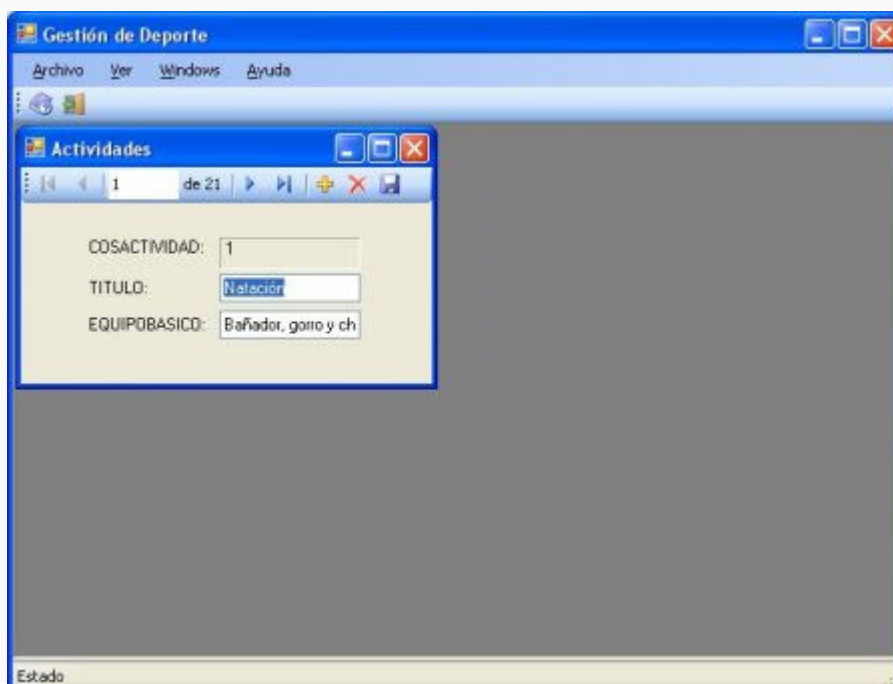 Gestión de Deporte
Archivo Ver Windows Ayuda
Actividades
1 de 21
COSACTIVIDAD: 1
TITULO: Natación
EQUIPOBASICO: Bañador, gorro y ch
Estado